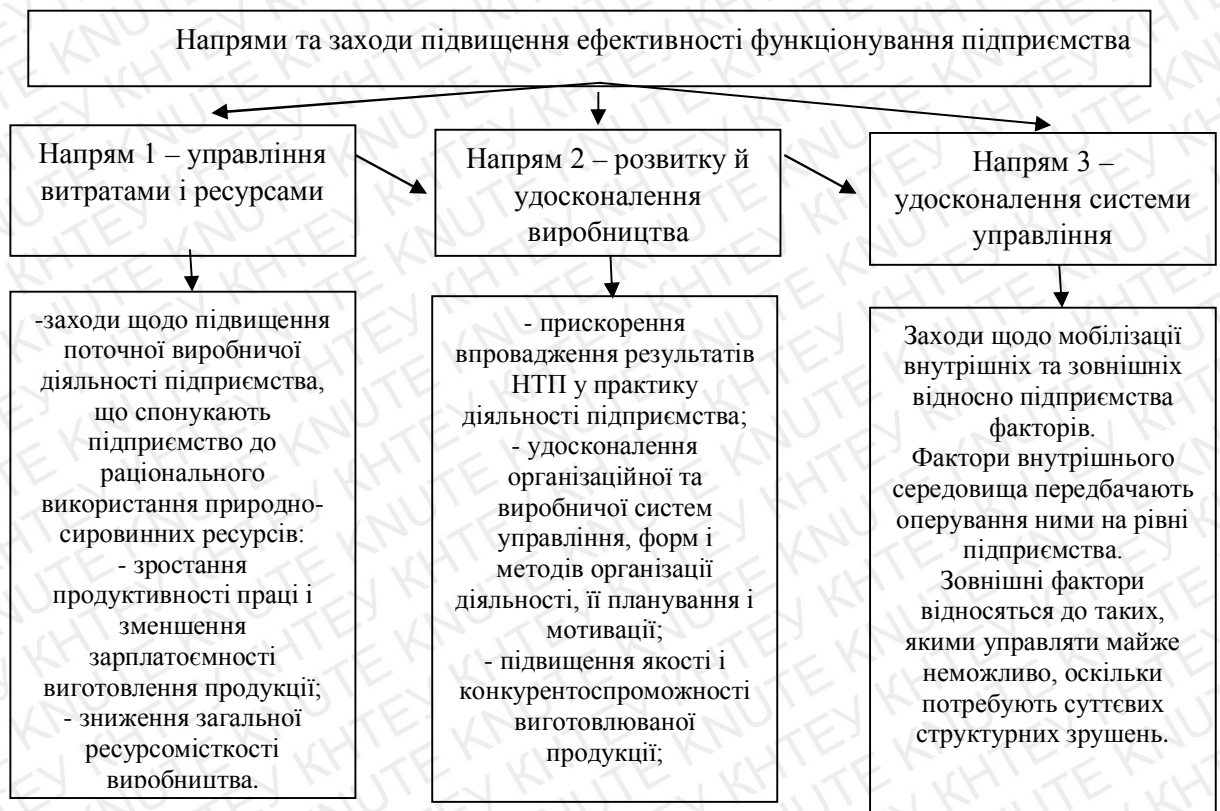 Напрями та заходи підвищення ефективності функціонування підприємства
Напрям 1 – управління
витратами і ресурсами
Напрям 2 – розвитку й
удосконалення
виробництва
Напрям 3 –
удосконалення системи
управління
-заходи щодо підвищення
поточної виробничої
діяльності підприємства,
що спонукають
підприємство до
раціонального
використання природно-
сировинних ресурсів:
- зростання
продуктивності праці і
зменшення
зарплатоємності
виготовлення продукції;
- зниження загальної
ресурсомісткості
виробництва.
- прискорення
впровадження результатів
НТП у практику
діяльності підприємства;
- удосконалення
організаційної та
виробничої систем
управління, форм і
методів організації
діяльності, її планування і
мотивації;
- підвищення якості і
конкурентоспроможності
виготовлюваної
продукції;
Заходи щодо мобілізації
внутрішніх та зовнішніх
відносно підприємства
факторів.
Фактори внутрішнього
середовища передбачають
оперування ними на рівні
підприємства.
Зовнішні фактори
відносяться до таких,
якими управляти майже
неможливо, оскільки
потребують суттєвих
структурних зрушень.